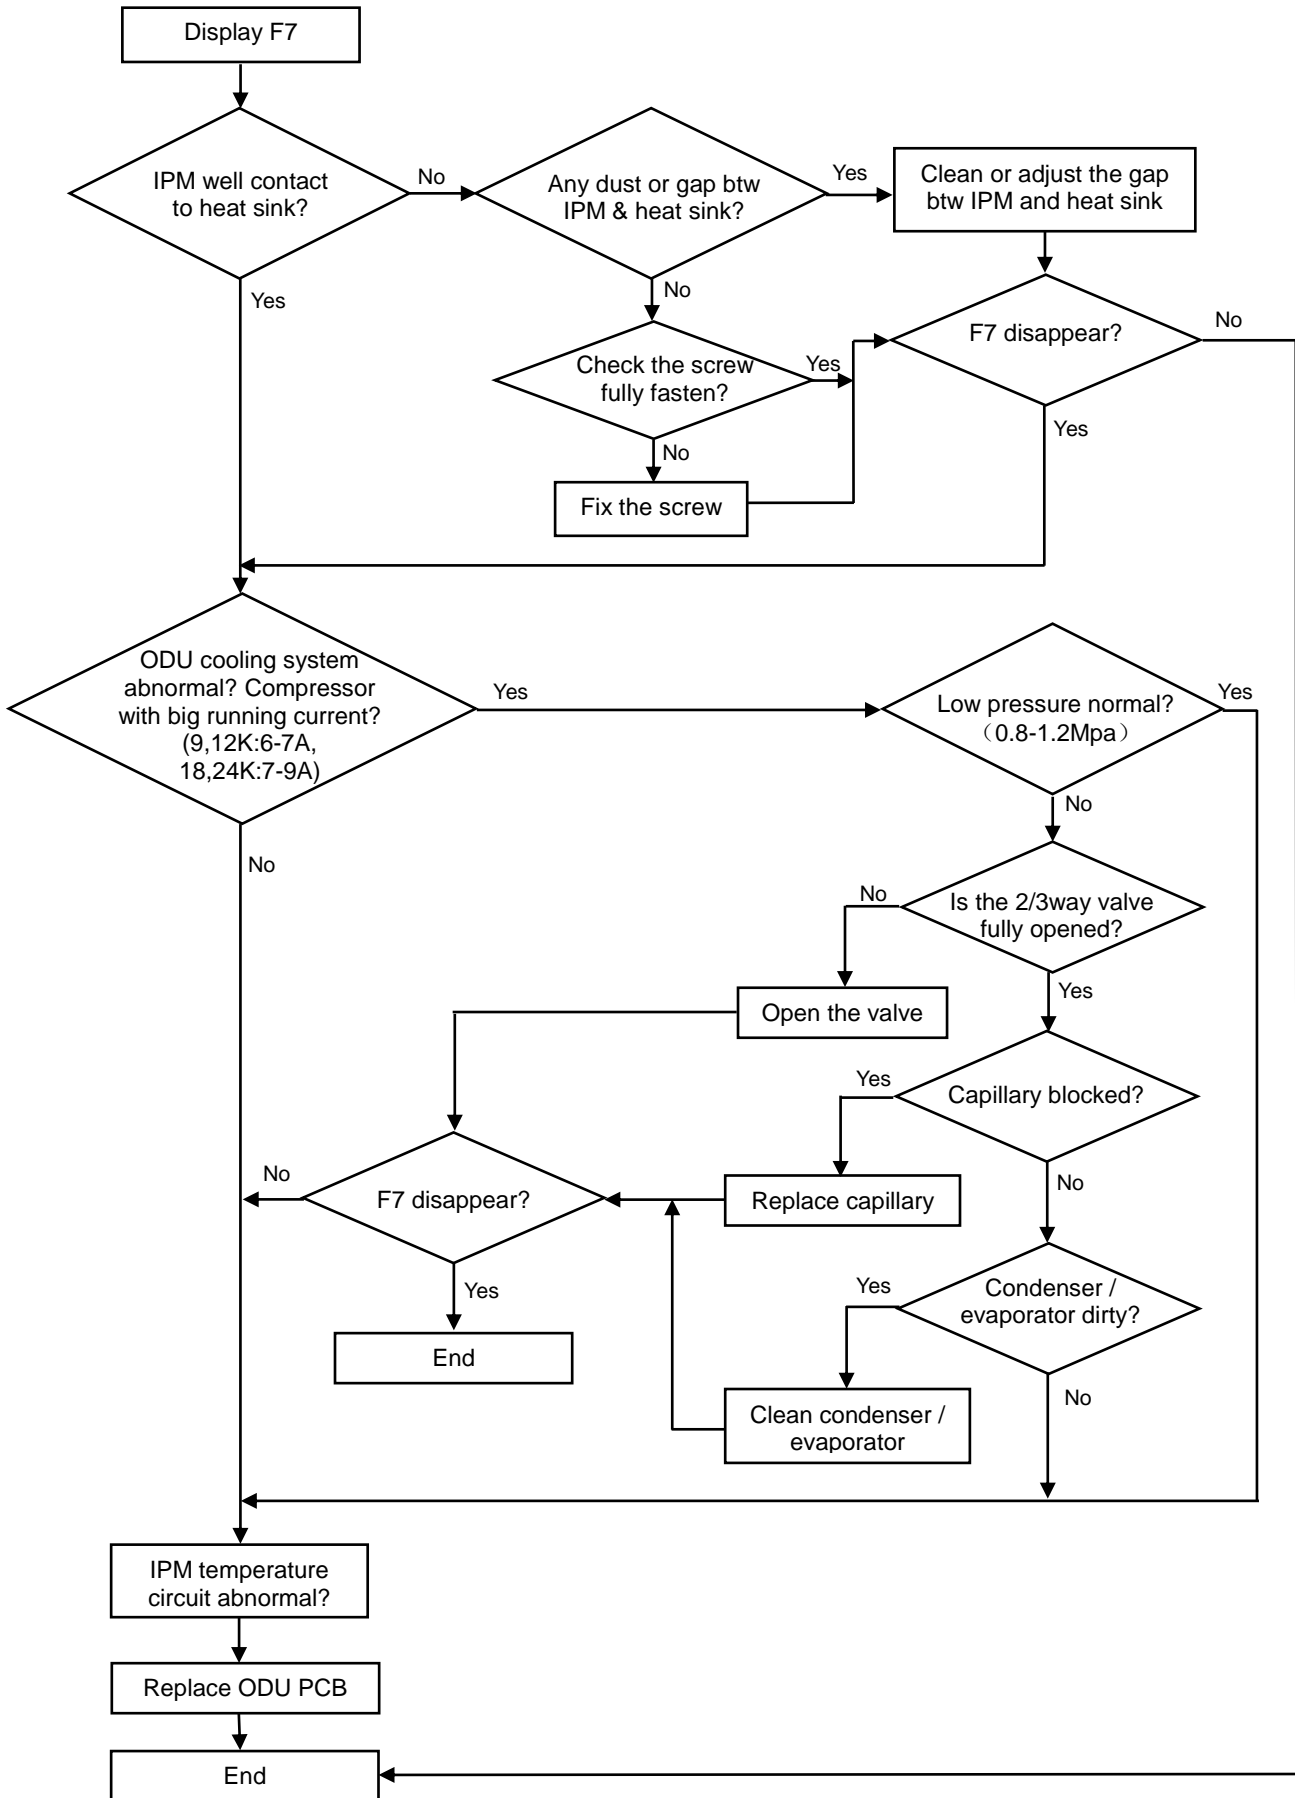 Display F7
IPM well contact
to heat sink?
No
Any dust or gap btw
IPM & heat sink?
Yes
Clean or adjust the gap
btw IPM and heat sink
Yes
No
F7 disappear?
No
Check the screw
fully fasten?
Yes
Yes
No
Fix the screw
ODU cooling system
abnormal? Compressor
with big running current?
(9,12K:6-7A,
18,24K:7-9A)
Yes
Low pressure normal?
（0.8-1.2Mpa）
Yes
No
No
Is the 2/3way valve
fully opened?
No
Yes
Open the valve
Capillary blocked?
Yes
No
Replace capillary
F7 disappear?
No
Yes
End
Condenser /
evaporator dirty?
Yes
No
Clean condenser /
evaporator
IPM temperature
circuit abnormal?
Replace ODU PCB
End